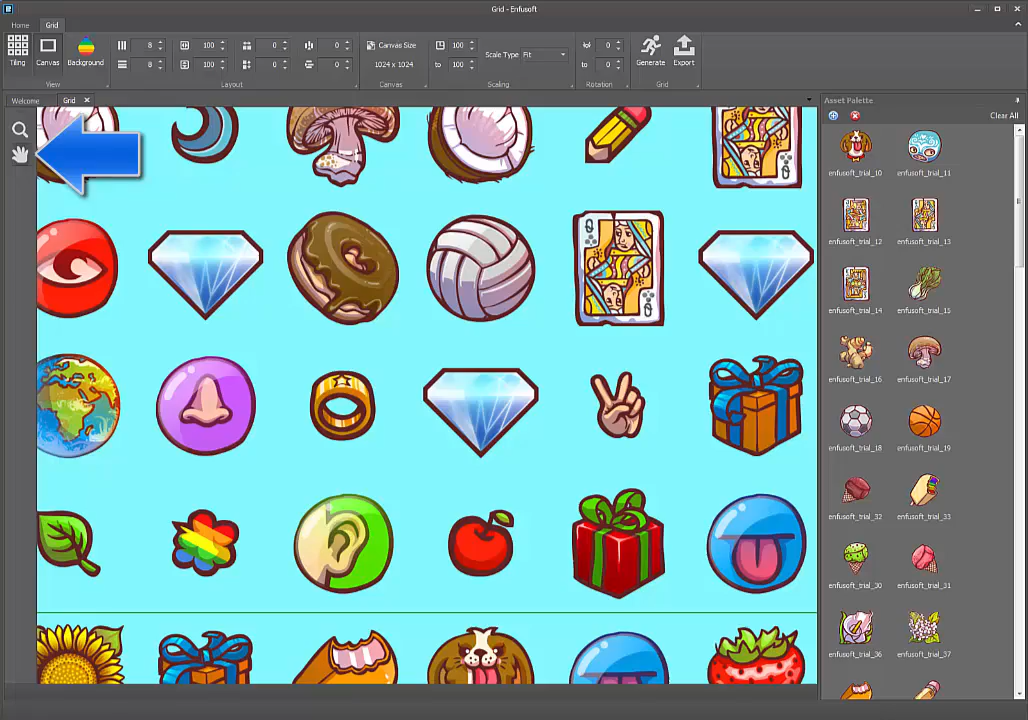 Grid - Enfusoft
Home Grid
8 100 0 0 Canvas Size 100 Scale Type Fit 0
8 100 0 0 1024 x 1024 to 100 to 0
Tiling Canvas Background Generate Export
View Layout Canvas Scaling Rotation Grid
Welcome Grid
Asset Palette
Clear All
enfusoft_trial_10 enfusoft_trial_11
enfusoft_trial_12 enfusoft_trial_13
enfusoft_trial_14 enfusoft_trial_15
enfusoft_trial_16 enfusoft_trial_17
enfusoft_trial_18 enfusoft_trial_19
enfusoft_trial_32 enfusoft_trial_33
enfusoft_trial_30 enfusoft_trial_31
enfusoft_trial_36 enfusoft_trial_37
Q
Q